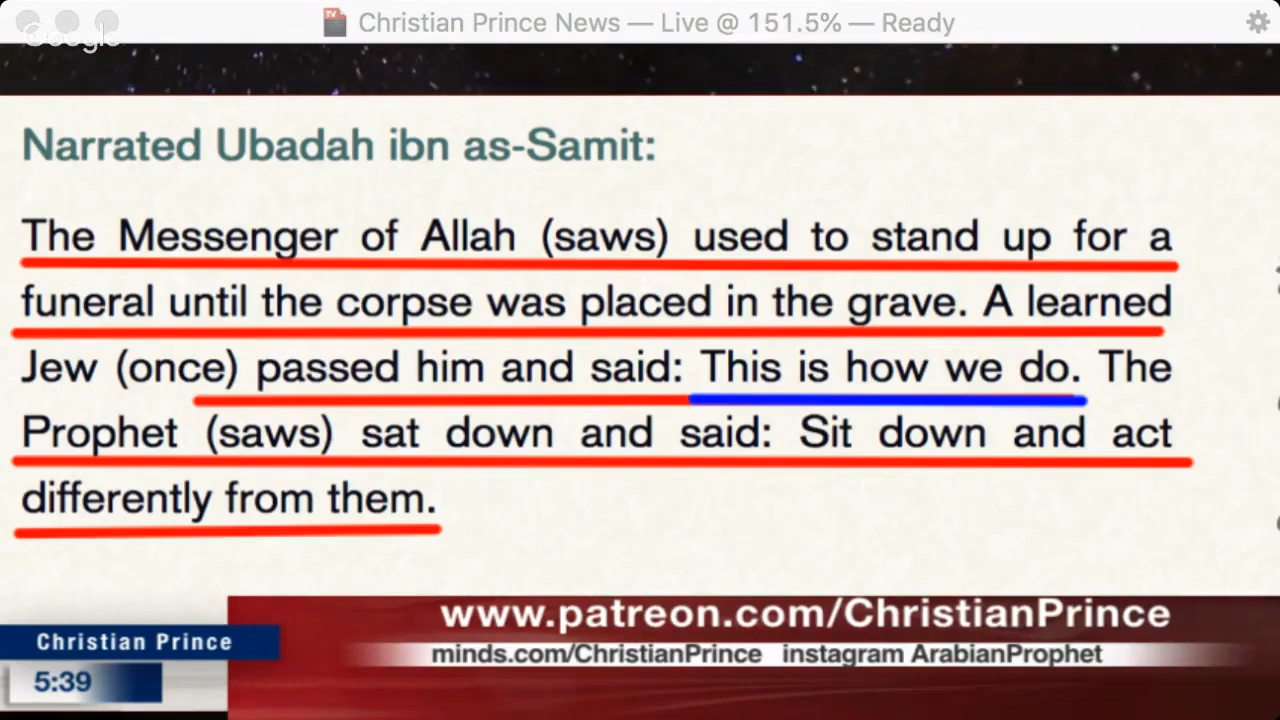 Christian Prince News — Live @ 151.5% — Ready
Google
Narrated Ubadah ibn as-Samit:
The Messenger of Allah (saws) used to stand up for a
funeral until the corpse was placed in the grave. A learned
Jew (once) passed him and said: This is how we do. The
Prophet (saws) sat down and said: Sit down and act
differently from them.
www.patreon.com/ChristianPrince
Christian Prince
minds.com/ChristianPrince instagram ArabianProphet
5:39